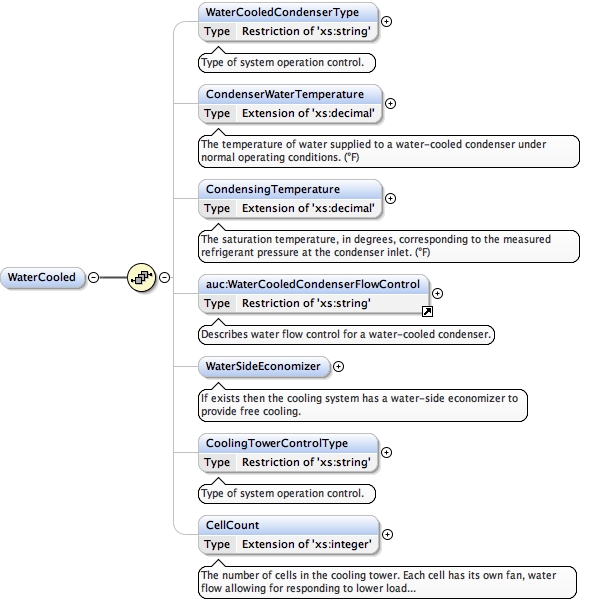 WaterCooledCondenserType
Type Restriction of 'xs:string'
Type of system operation control.
CondenserWaterTemperature
Type Extension of 'xs:decimal'
The temperature of water supplied to a water-cooled condenser under
normal operating conditions. (°F)
CondensingTemperature
Type Extension of 'xs:decimal'
The saturation temperature, in degrees, corresponding to the measured
refrigerant pressure at the condenser inlet. (°F)
WaterCooled
auc:WaterCooledCondenserFlowControl
Type Restriction of 'xs:string'
Describes water flow control for a water-cooled condenser.
WaterSideEconomizer
If exists then the cooling system has a water-side economizer to
provide free cooling.
CoolingTowerControlType
Type Restriction of 'xs:string'
Type of system operation control.
CellCount
Type Extension of 'xs:integer'
The number of cells in the cooling tower. Each cell has its own fan, water
flow allowing for responding to lower load...